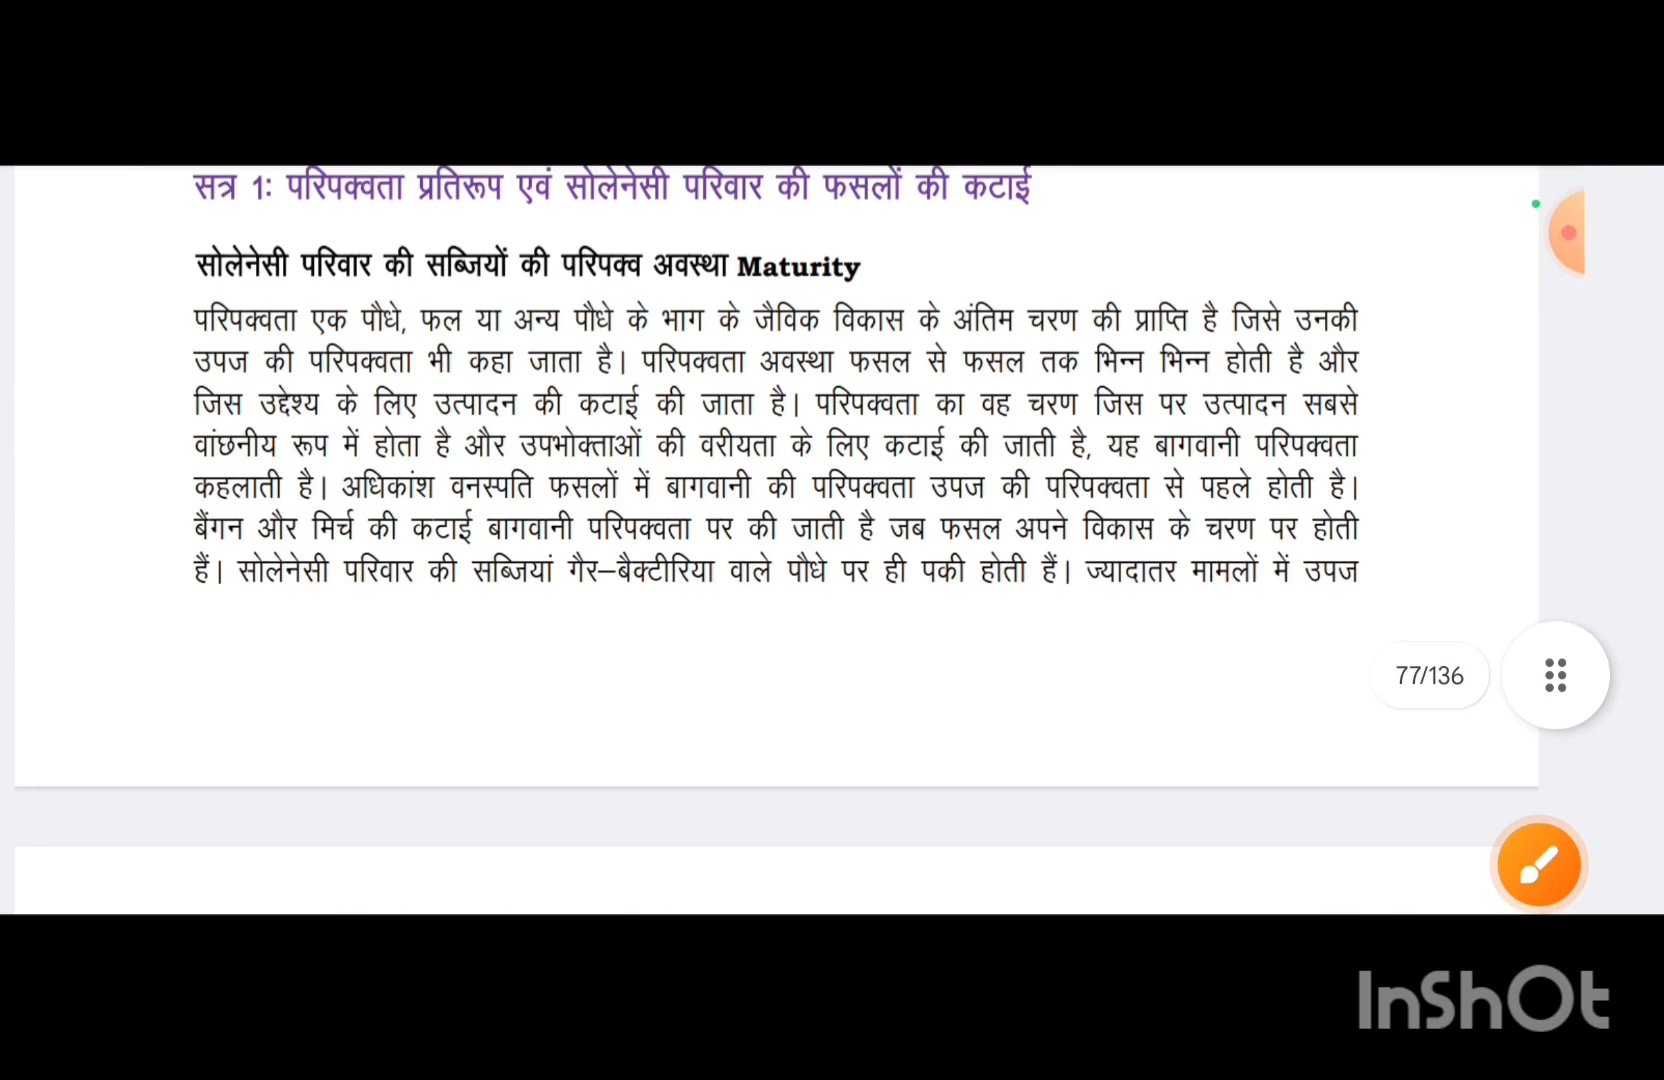 सत्र 1: परिपक्वता प्रतिरूप एवं सोलेनेसी परिवार की फसलों की कटाई
सोलेनेसी परिवार की सब्जियों की परिपक्व अवस्था Maturity
परिपक्वता एक पौधे, फल या अन्य पौधे के भाग के जैविक विकास के अंतिम चरण की प्राप्ति है जिसे उनकी
उपज की परिपक्वता भी कहा जाता है। परिपक्वता अवस्था फसल से फसल तक भिन्न भिन्न होती है और
जिस उद्देश्य के लिए उत्पादन की कटाई की जाता है। परिपक्वता का वह चरण जिस पर उत्पादन सबसे
वांछनीय रूप में होता है और उपभोक्ताओं की वरीयता के लिए कटाई की जाती है, यह बागवानी परिपक्वता
कहलाती है। अधिकांश वनस्पति फसलों में बागवानी की परिपक्वता उपज की परिपक्वता से पहले होती है।
बैंगन और मिर्च की कटाई बागवानी परिपक्वता पर की जाती है जब फसल अपने विकास के चरण पर होती
हैं। सोलेनेसी परिवार की सब्जियां गैर–बैक्टीरिया वाले पौधे पर ही पकी होती हैं। ज्यादातर मामलों में उपज
77/136
InShOt